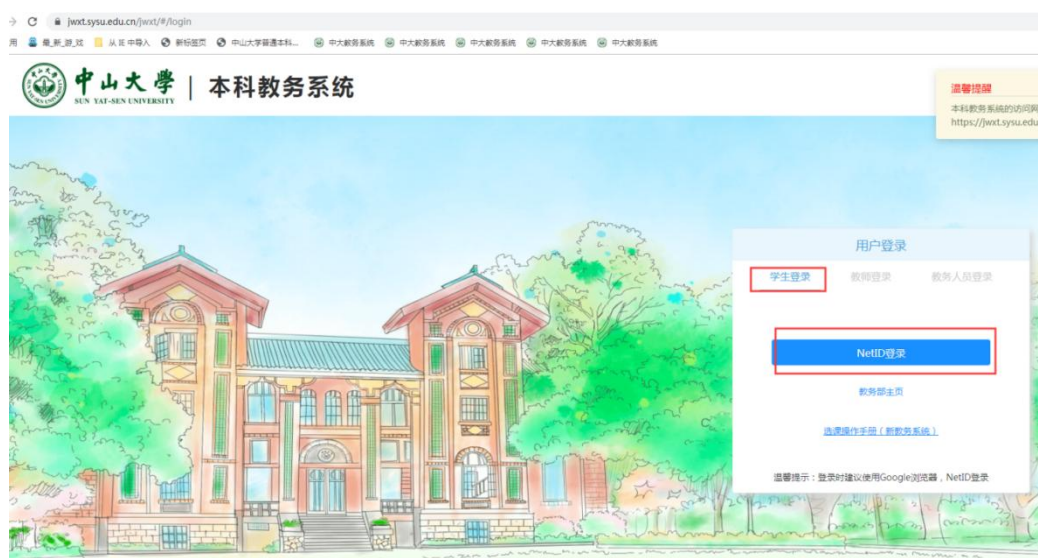 jwxt.sysu.edu.cn/jwxt/#/login
用 最_新_游_戏 从 IE 中导入 新标签页 中山大学普通本科... 中大教务系统 中大教务系统 中大教务系统 中大教务系统 中大教务系统
中山大學 | 本科教务系统
SUN YAT-SEN UNIVERSITY
温馨提醒
本科教务系统的访问网
https://jwxt.sysu.edu
用户登录
学生登录 教师登录 教务人员登录
NetID登录
教务部主页
选课操作手册（新教务系统）
温馨提示：登录时建议使用Google浏览器，NetID登录